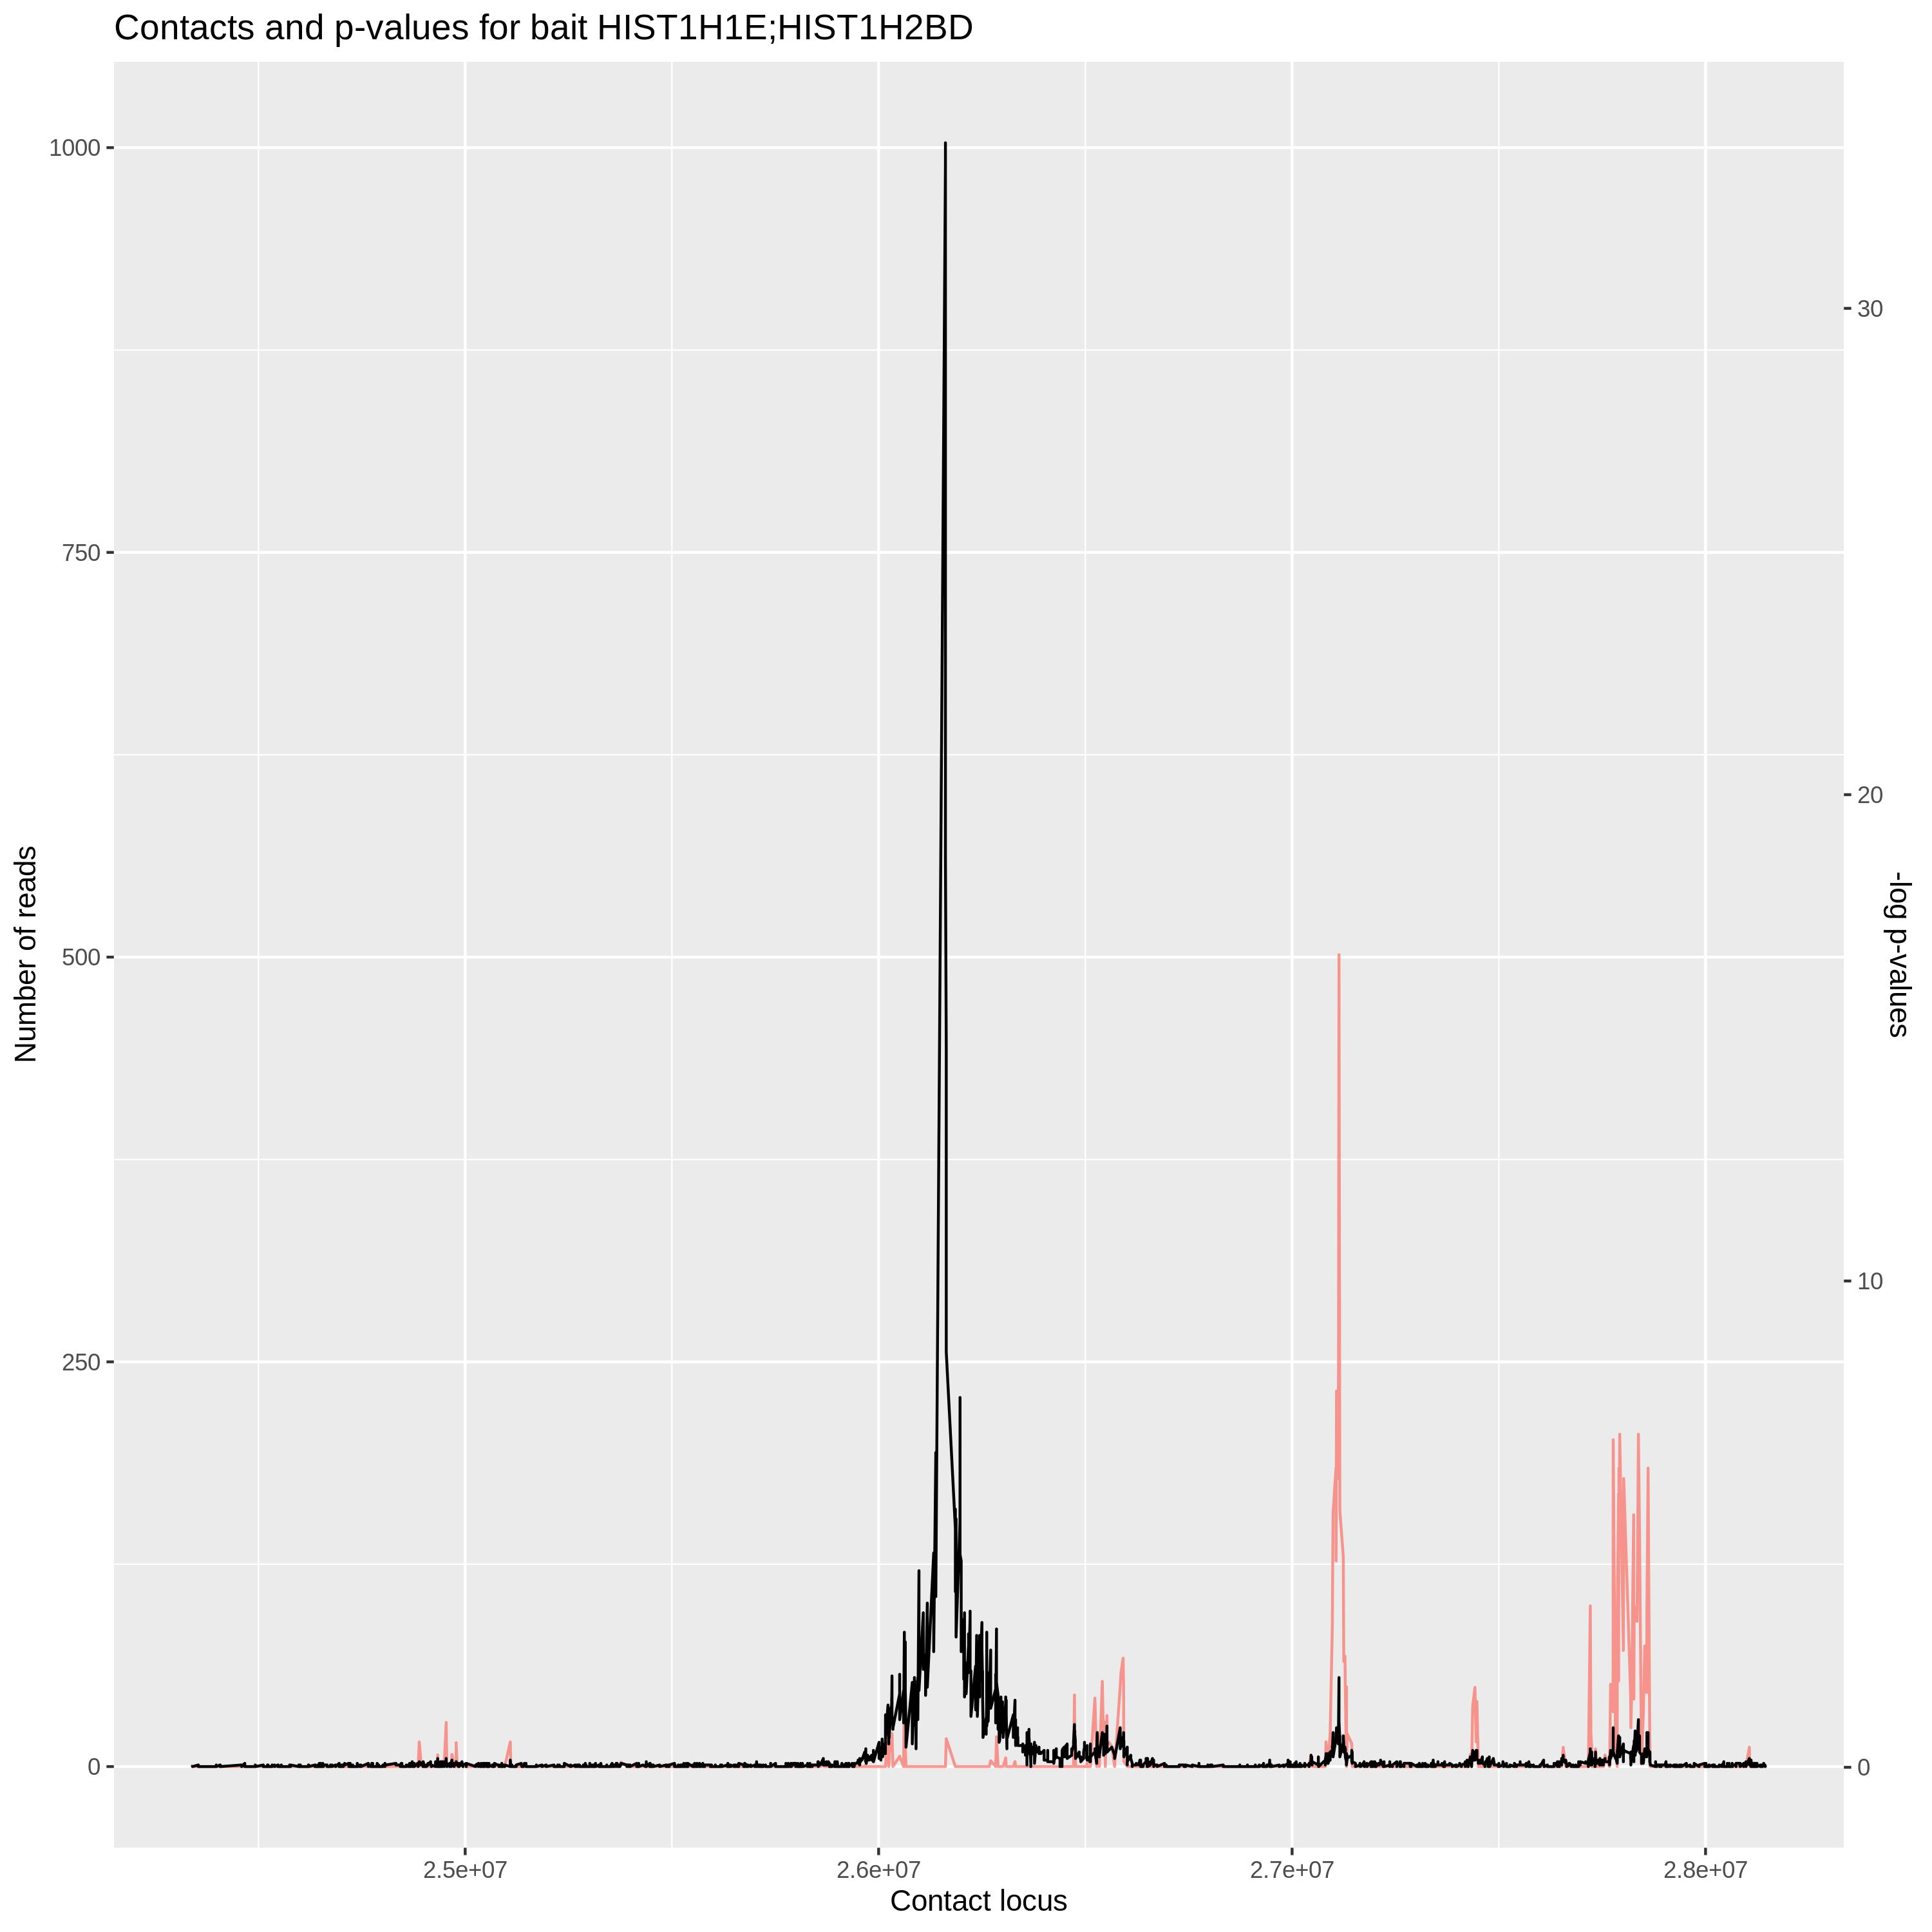 Contacts and p-values for bait HIST1H1E;HIST1H2BD
1000
750
500
250
0
Number of reads
30
20
10
0
-log p-values
2.5e+07 2.6e+07 2.7e+07 2.8e+07
Contact locus